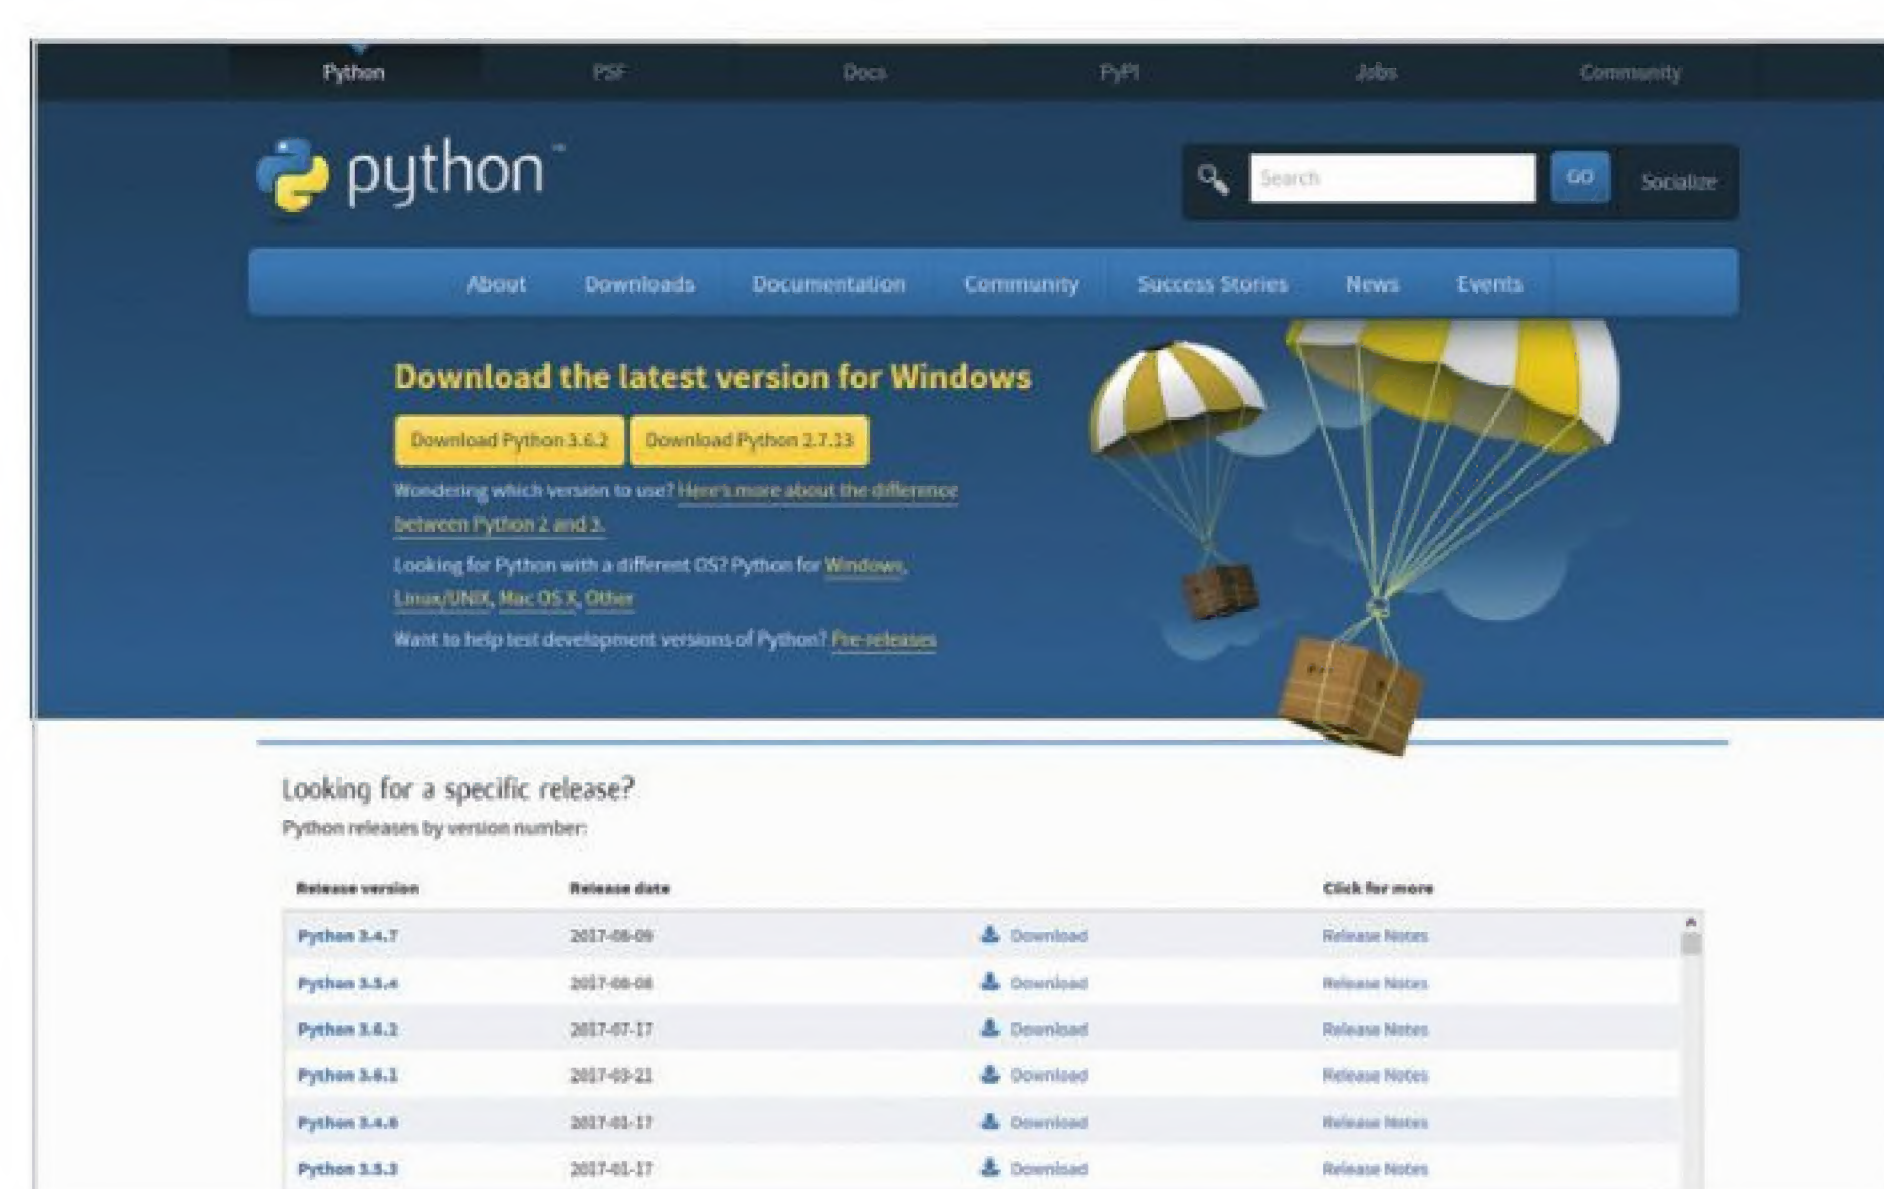 Python PSF Docs PyPI Jobs Community
python™
Search GO Socialize
About Downloads Documentation Community Success Stories News Events
Download the latest version for Windows
Download Python 3.6.2 Download Python 2.7.13
Wondering which version to use? Here's more about the difference
between Python 2 and 3.
Looking for Python with a different OS? Python for Windows,
Linux/UNIX, Mac OS X, Other
Want to help test development versions of Python? Pre-releases
Looking for a specific release?
Python releases by version number:
Release version Release date Click for more
Python 3.4.7 2017-08-09 Download Release Notes
Python 3.5.4 2017-08-08 Download Release Notes
Python 3.6.2 2017-07-17 Download Release Notes
Python 3.6.1 2017-03-21 Download Release Notes
Python 3.4.6 2017-01-17 Download Release Notes
Python 3.5.3 2017-01-17 Download Release Notes